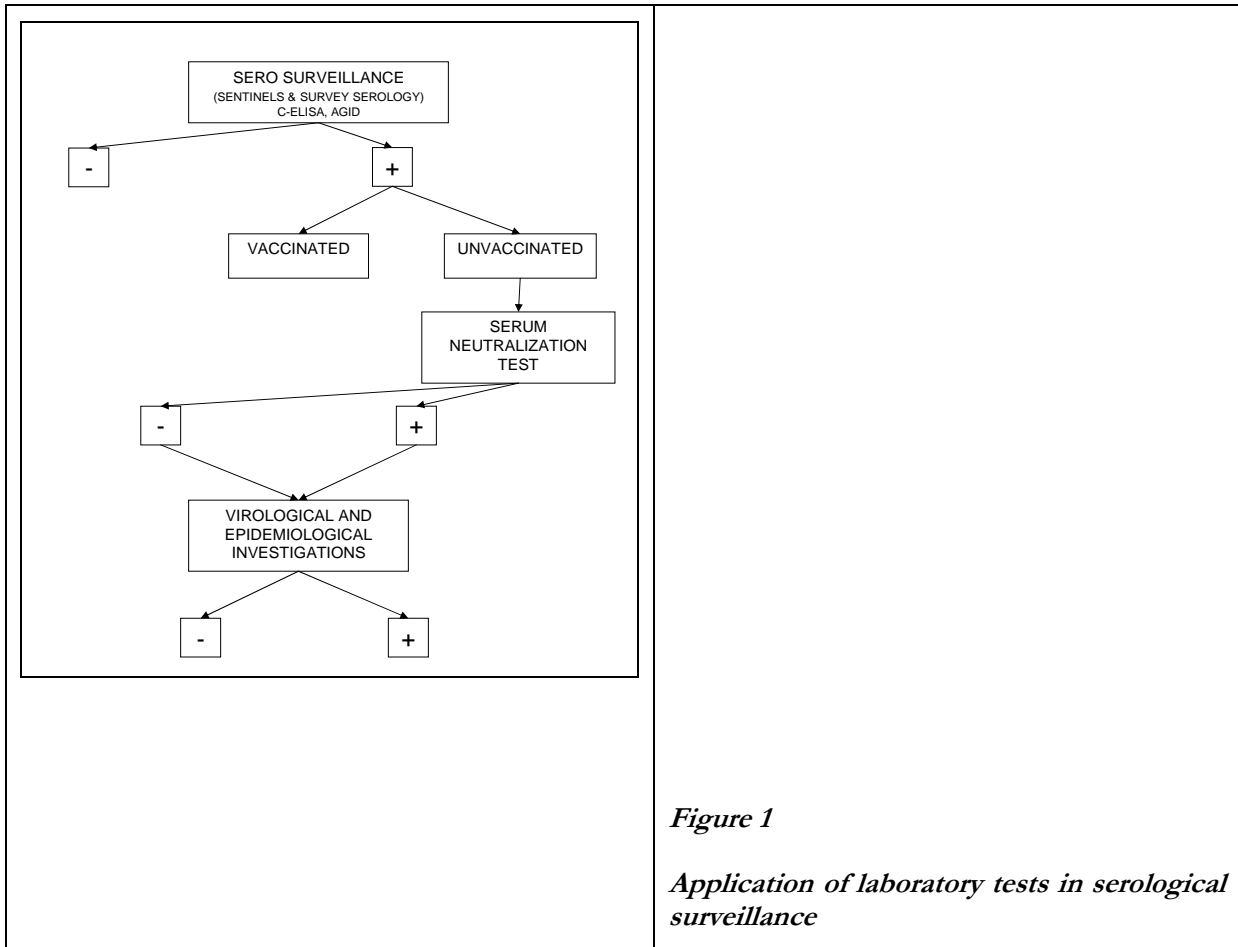 SERO SURVEILLANCE
(SENTINELS & SURVEY SEROLOGY)
C-ELISA, AGID
-
+
VACCINATED
UNVACCINATED
SERUM
NEUTRALIZATION
TEST
-
+
VIROLOGICAL AND
EPIDEMIOLOGICAL
INVESTIGATIONS
-
+
Figure 1
Application of laboratory tests in serological
surveillance